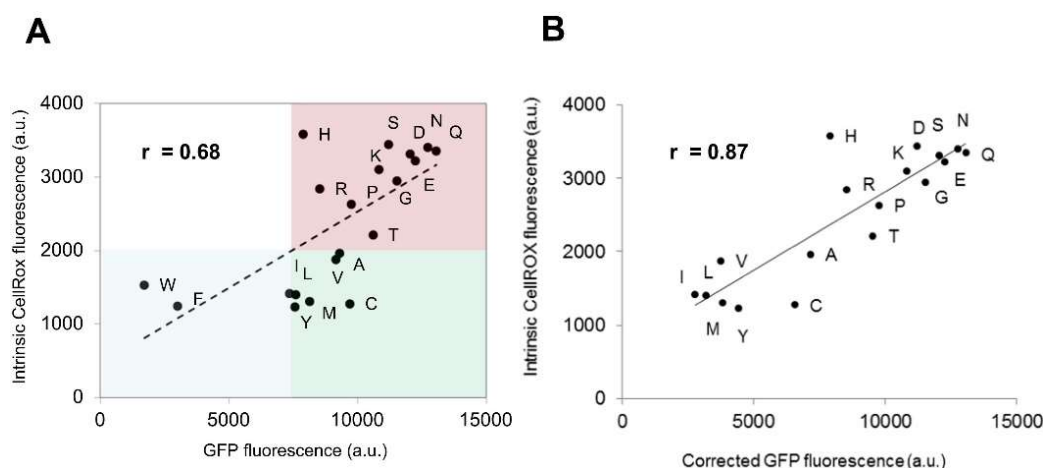 A
B
4000
3000
2000
1000
0
Intrinsic CellRox fluorescence (a.u.)
r = 0.68
H
S
D
N
Q
K
R
P
G
E
T
W
F
I
L
V
A
Y
M
C
0
5000
10000
15000
GFP fluorescence (a.u.)
4000
3000
2000
1000
0
Intrinsic CellROX fluorescence (a.u.)
r = 0.87
H
D
S
N
K
Q
R
E
P
G
T
I
L
V
A
M
Y
C
0
5000
10000
15000
Corrected GFP fluorescence (a.u.)